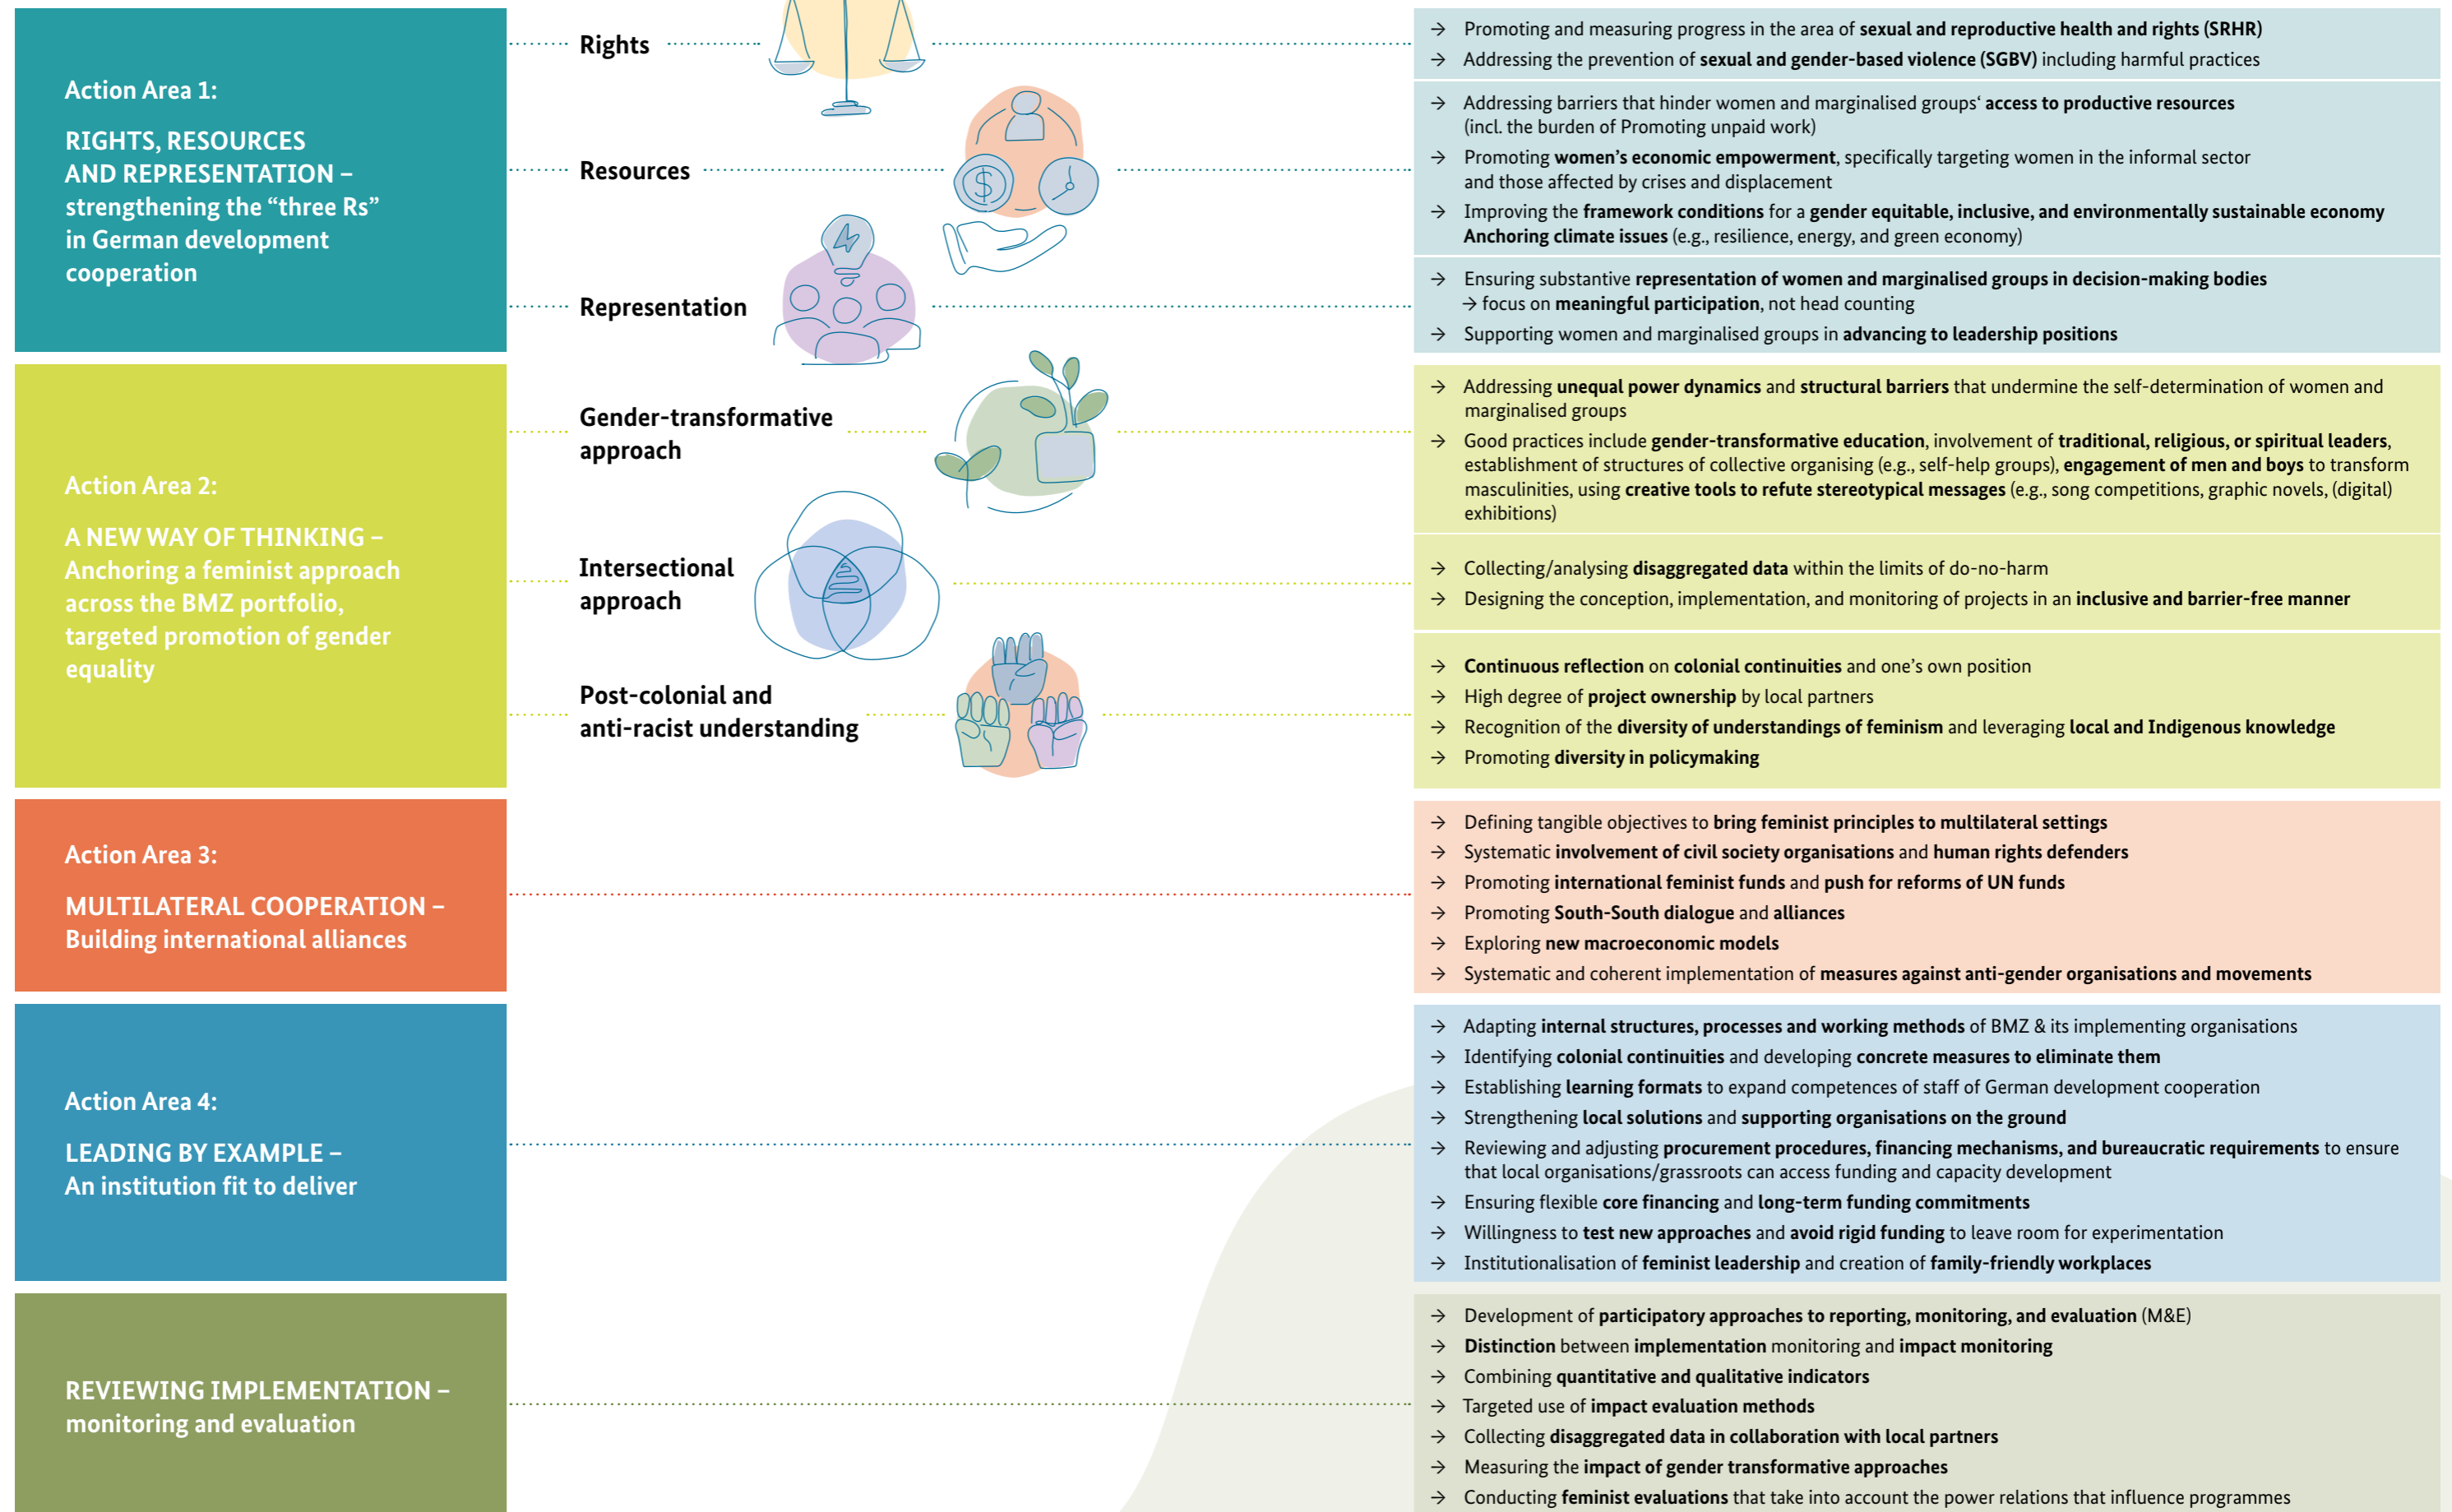 Action Area 1:
RIGHTS, RESOURCES
AND REPRESENTATION –
strengthening the “three Rs”
in German development
cooperation
Rights
→ Promoting and measuring progress in the area of sexual and reproductive health and rights (SRHR)
→ Addressing the prevention of sexual and gender-based violence (SGBV) including harmful practices
Resources
$
→ Addressing barriers that hinder women and marginalised groups‘ access to productive resources
(incl. the burden of Promoting unpaid work)
→ Promoting women’s economic empowerment, specifically targeting women in the informal sector
and those affected by crises and displacement
→ Improving the framework conditions for a gender equitable, inclusive, and environmentally sustainable economy
Anchoring climate issues (e.g., resilience, energy, and green economy)
Representation
→ Ensuring substantive representation of women and marginalised groups in decision-making bodies
→ focus on meaningful participation, not head counting
→ Supporting women and marginalised groups in advancing to leadership positions
Action Area 2:
A NEW WAY OF THINKING –
Anchoring a feminist approach
across the BMZ portfolio,
targeted promotion of gender
equality
Gender-transformative
approach
→ Addressing unequal power dynamics and structural barriers that undermine the self-determination of women and
marginalised groups
→ Good practices include gender-transformative education, involvement of traditional, religious, or spiritual leaders,
establishment of structures of collective organising (e.g., self-help groups), engagement of men and boys to transform
masculinities, using creative tools to refute stereotypical messages (e.g., song competitions, graphic novels, (digital)
exhibitions)
Intersectional
approach
→ Collecting/analysing disaggregated data within the limits of do-no-harm
→ Designing the conception, implementation, and monitoring of projects in an inclusive and barrier-free manner
Post-colonial and
anti-racist understanding
→ Continuous reflection on colonial continuities and one’s own position
→ High degree of project ownership by local partners
→ Recognition of the diversity of understandings of feminism and leveraging local and Indigenous knowledge
→ Promoting diversity in policymaking
Action Area 3:
MULTILATERAL COOPERATION –
Building international alliances
→ Defining tangible objectives to bring feminist principles to multilateral settings
→ Systematic involvement of civil society organisations and human rights defenders
→ Promoting international feminist funds and push for reforms of UN funds
→ Promoting South-South dialogue and alliances
→ Exploring new macroeconomic models
→ Systematic and coherent implementation of measures against anti-gender organisations and movements
Action Area 4:
LEADING BY EXAMPLE –
An institution fit to deliver
→ Adapting internal structures, processes and working methods of BMZ & its implementing organisations
→ Identifying colonial continuities and developing concrete measures to eliminate them
→ Establishing learning formats to expand competences of staff of German development cooperation
→ Strengthening local solutions and supporting organisations on the ground
→ Reviewing and adjusting procurement procedures, financing mechanisms, and bureaucratic requirements to ensure
that local organisations/grassroots can access funding and capacity development
→ Ensuring flexible core financing and long-term funding commitments
→ Willingness to test new approaches and avoid rigid funding to leave room for experimentation
→ Institutionalisation of feminist leadership and creation of family-friendly workplaces
REVIEWING IMPLEMENTATION –
monitoring and evaluation
→ Development of participatory approaches to reporting, monitoring, and evaluation (M&E)
→ Distinction between implementation monitoring and impact monitoring
→ Combining quantitative and qualitative indicators
→ Targeted use of impact evaluation methods
→ Collecting disaggregated data in collaboration with local partners
→ Measuring the impact of gender transformative approaches
→ Conducting feminist evaluations that take into account the power relations that influence programmes